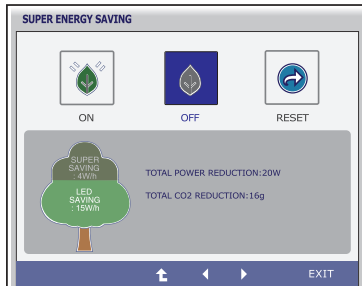 SUPER ENERGY SAVING
ON
OFF
RESET
SUPER
SAVING
: 4W/h
LED
SAVING
: 15W/h
TOTAL POWER REDUCTION:20W
TOTAL CO2 REDUCTION:16g
EXIT